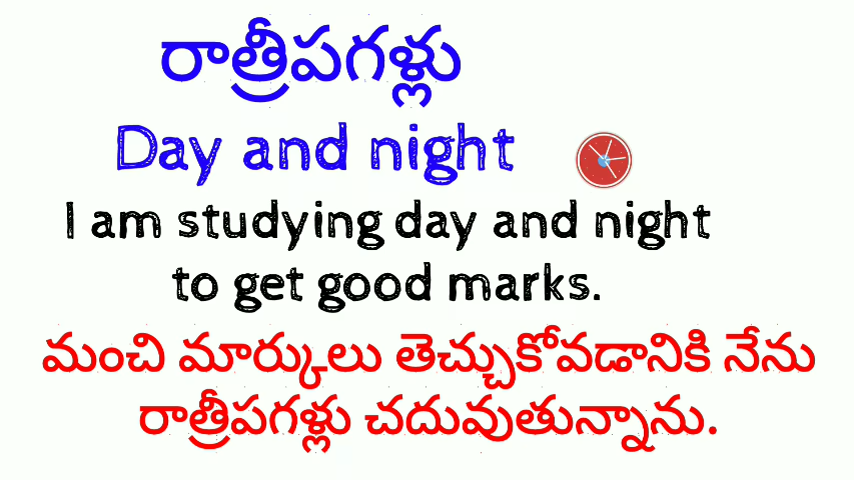 రాత్రీపగళ్లు
Day and night
I am studying day and night
to get good marks.
మంచి మార్కులు తెచ్చుకోవడానికి నేను
రాత్రీపగళ్లు చదువుతున్నాను.